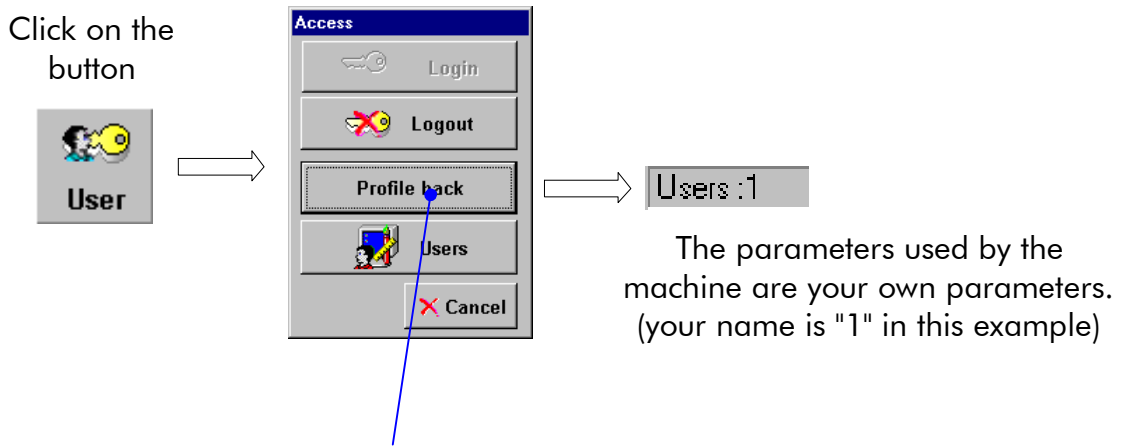 Click on the
button
User
Access
Login
Logout
Profile back
Users
Cancel
Users :1
The parameters used by the
machine are your own parameters.
(your name is "1" in this example)